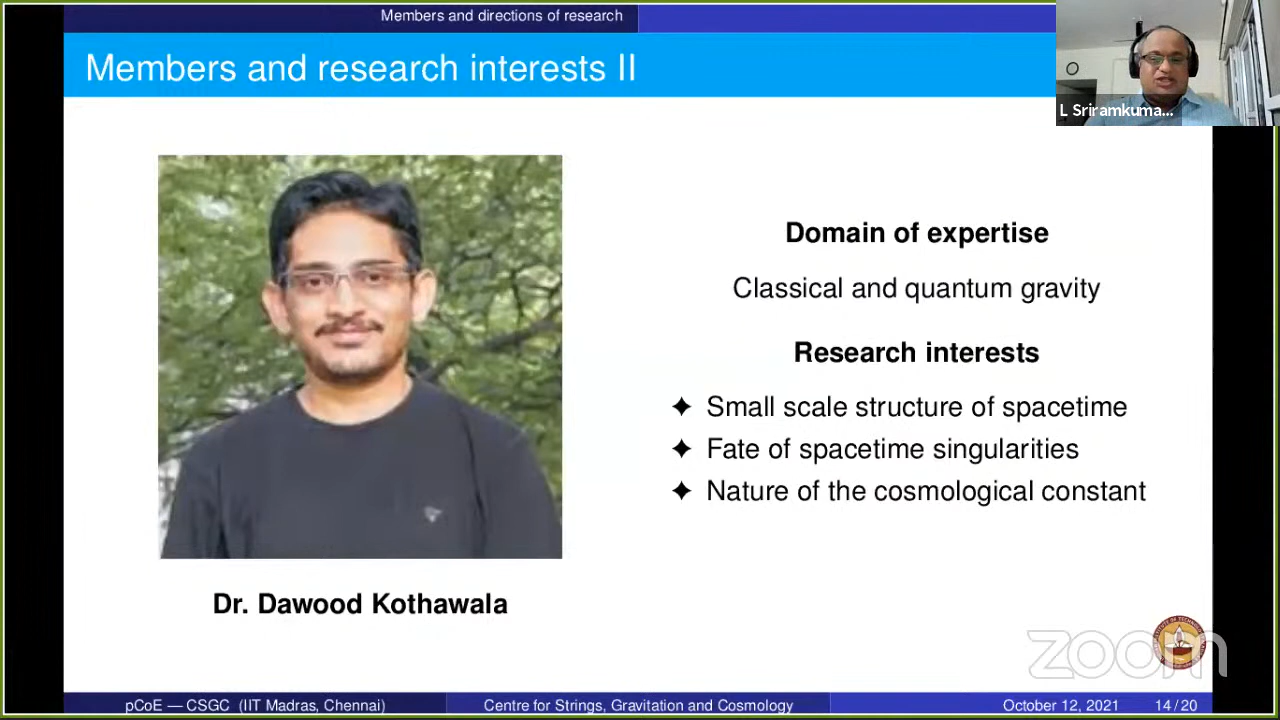 Members and directions of research
Members and research interests II
L Sriramkuma...
Domain of expertise
Classical and quantum gravity
Research interests
✦ Small scale structure of spacetime
✦ Fate of spacetime singularities
✦ Nature of the cosmological constant
Dr. Dawood Kothawala
zoom
pCoE — CSGC (IIT Madras, Chennai)
Centre for Strings, Gravitation and Cosmology
October 12, 2021
14 / 20